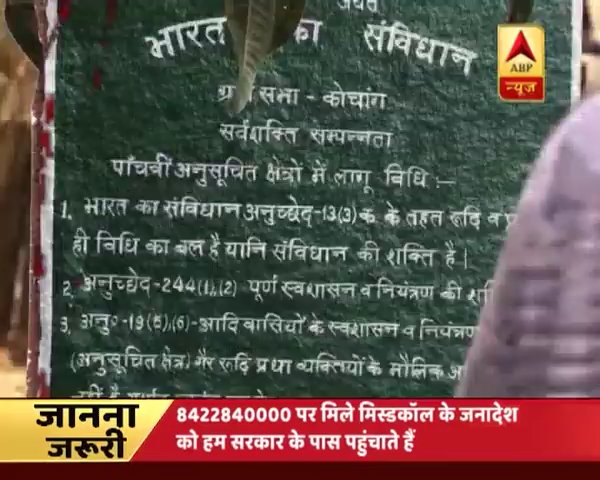 भारत का संविधान
ABP
न्यूज़
ग्राम सभा - कोचांग
सर्वशक्ति सम्पन्नता
पाँचवीं अनुसूचित क्षेत्रों में लागू विधि :-
1. भारत का संविधान अनुच्छेद-13(3) क के तहत रूढि व
ही विधि का बल है यानि संविधान की शक्ति है।
2. अनुच्छेद-244(1),(2) पूर्ण स्वशासन व नियंत्रण की
3. अनु०-19(5),(6)-आदिवासियों के स्वशासन व नियंत्रण
(अनुसूचित क्षेत्र) गैर रूढि प्रथा व्यक्तियों के मौलिक
जानना
जरूरी
8422840000 पर मिले मिस्डकॉल के जनादेश
को हम सरकार के पास पहुंचाते हैं